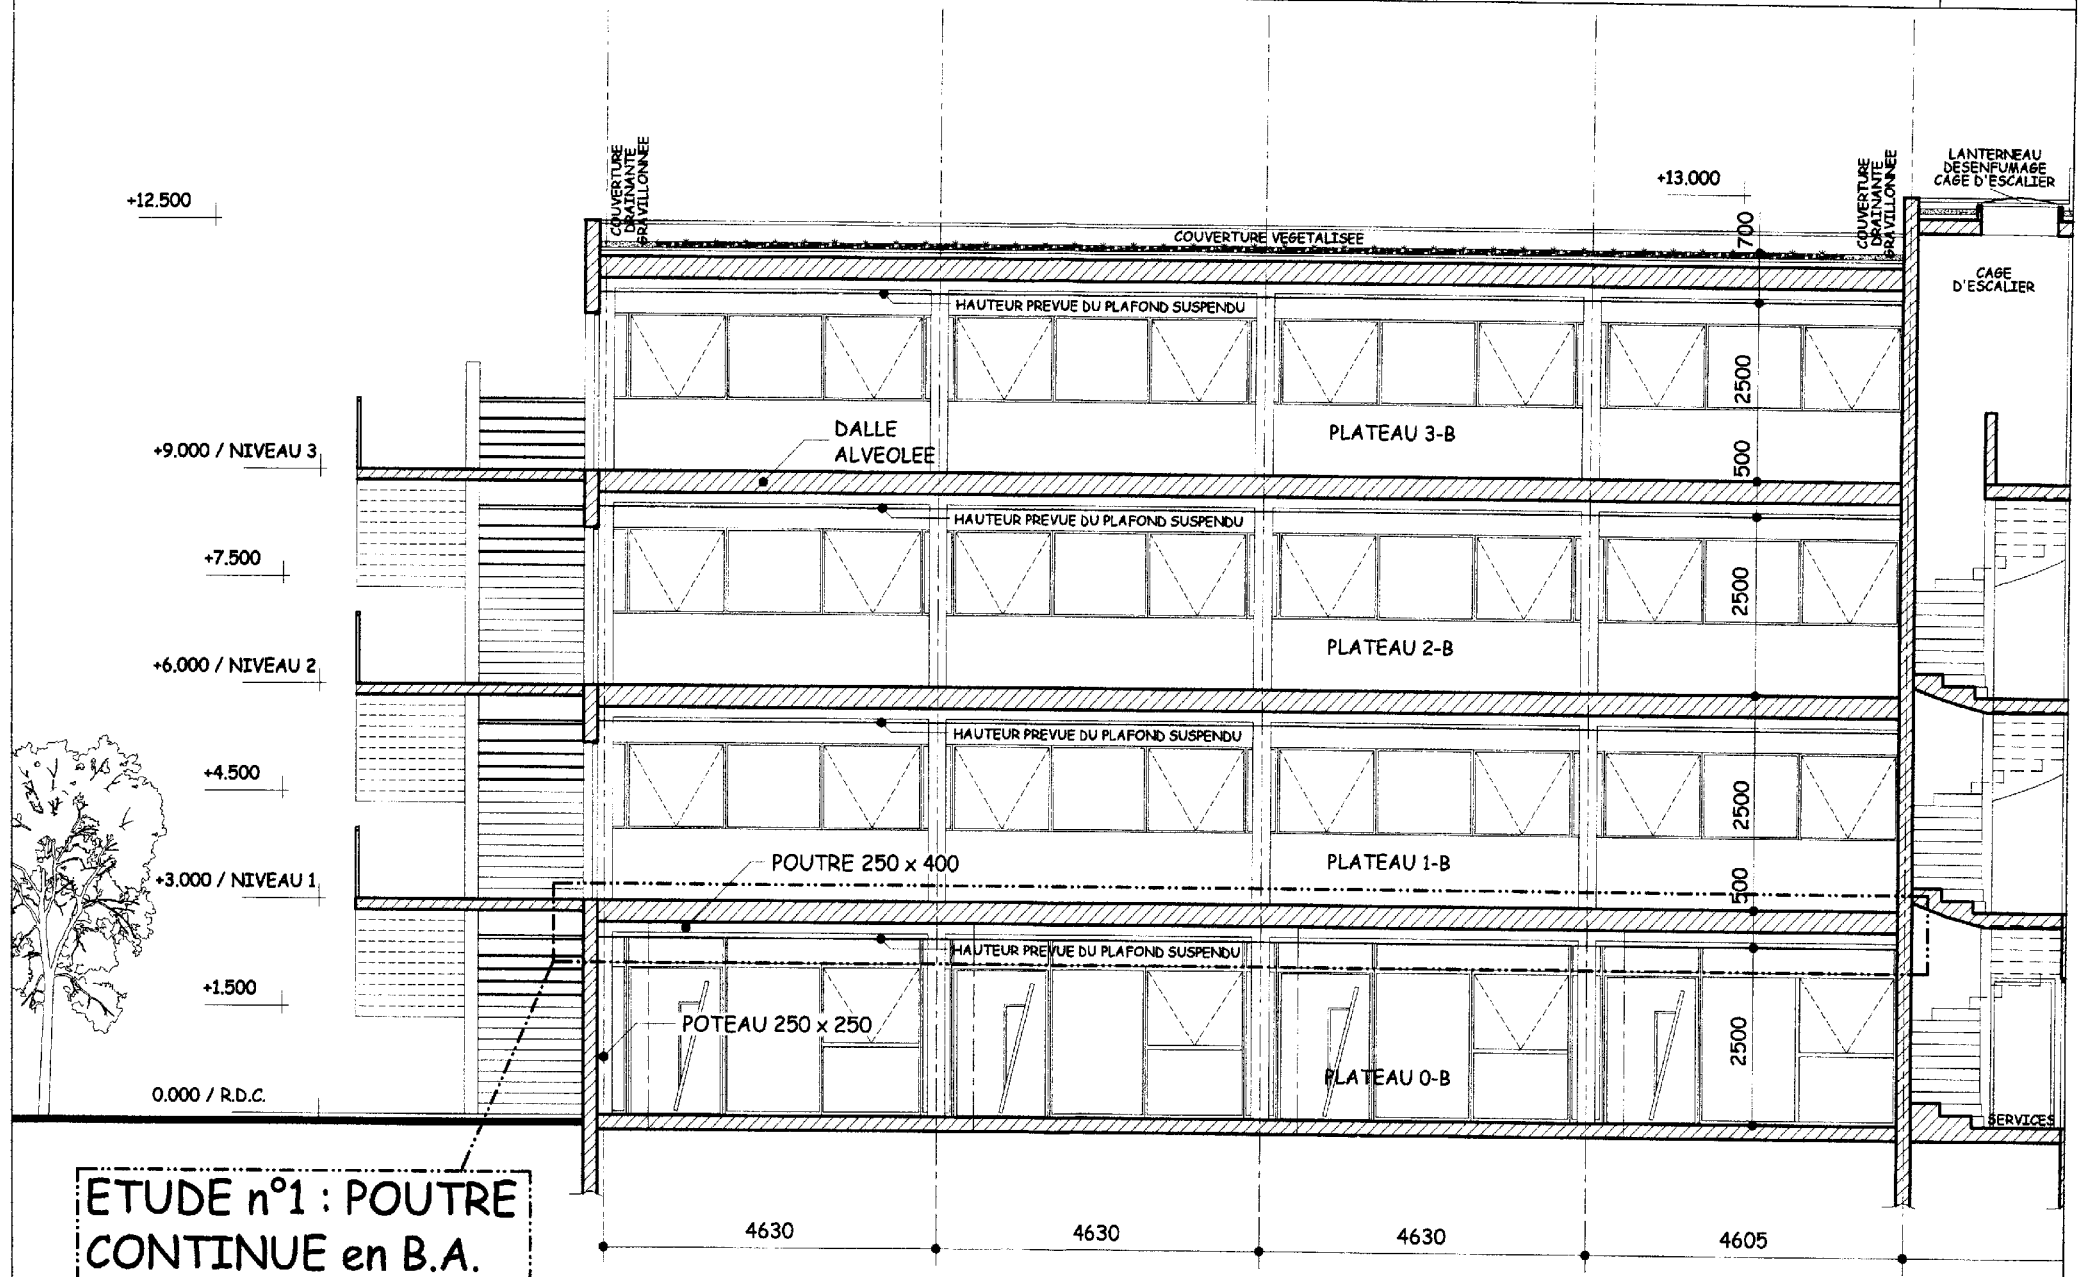 COUVERTURE
DRAINANTE
GRAVILLONNEE
COUVERTURE
DRAINANTE
GRAVILLONNEE
LANTERNEAU
DESENFUMAGE
CAGE D'ESCALIER
+12.500
+13.000
700
COUVERTURE VEGETALISEE
CAGE
D'ESCALIER
HAUTEUR PREVUE DU PLAFOND SUSPENDU
2500
DALLE
ALVEOLEE
PLATEAU 3-B
+9.000 / NIVEAU 3
500
HAUTEUR PREVUE DU PLAFOND SUSPENDU
+7.500
2500
PLATEAU 2-B
+6.000 / NIVEAU 2
HAUTEUR PREVUE DU PLAFOND SUSPENDU
+4.500
2500
POUTRE 250 x 400
PLATEAU 1-B
+3.000 / NIVEAU 1
500
HAUTEUR PREVUE DU PLAFOND SUSPENDU
+1.500
POTEAU 250 x 250
2500
PLATEAU 0-B
0.000 / R.D.C.
SERVICES
ETUDE n°1 : POUTRE
CONTINUE en B.A.
4630
4630
4630
4605